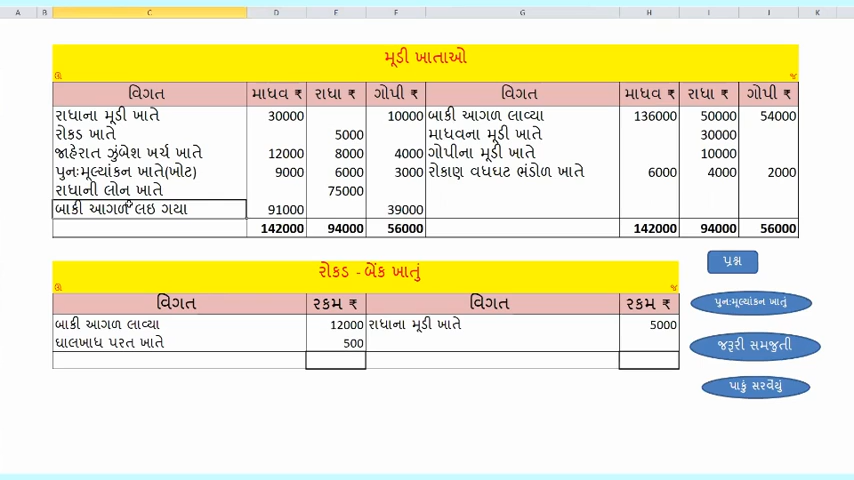 A B C D E F G H I J K
મૂડી ખાતાઓ
ઊ જ
વિગત માધવ ₹ રાધા ₹ ગોપી ₹ વિગત માધવ ₹ રાધા ₹ ગોપી ₹
રાધાના મૂડી ખાતે 30000 10000 બાકી આગળ લાવ્યા 136000 50000 54000
રોકડ ખાતે 5000 માધવના મૂડી ખાતે 30000
જાહેરાત ઝુંબેશ ખર્ચ ખાતે 12000 8000 4000 ગોપીના મૂડી ખાતે 10000
પુનઃમૂલ્યાંકન ખાતે(ખોટ) 9000 6000 3000 રોકાણ વધઘટ ભંડોળ ખાતે 6000 4000 2000
રાધાની લોન ખાતે 75000
બાકી આગળ લઇ ગયા 91000 39000
142000 94000 56000 142000 94000 56000
રોકડ - બેંક ખાતું
ઊ જ
વિગત રકમ ₹ વિગત રકમ ₹
બાકી આગળ લાવ્યા 12000 રાધાના મૂડી ખાતે 5000
ઘાલખાધ પરત ખાતે 500
પ્રશ્ન
પુનઃમૂલ્યાંકન ખાતું
જરૂરી સમજુતી
પાકું સરવૈયું